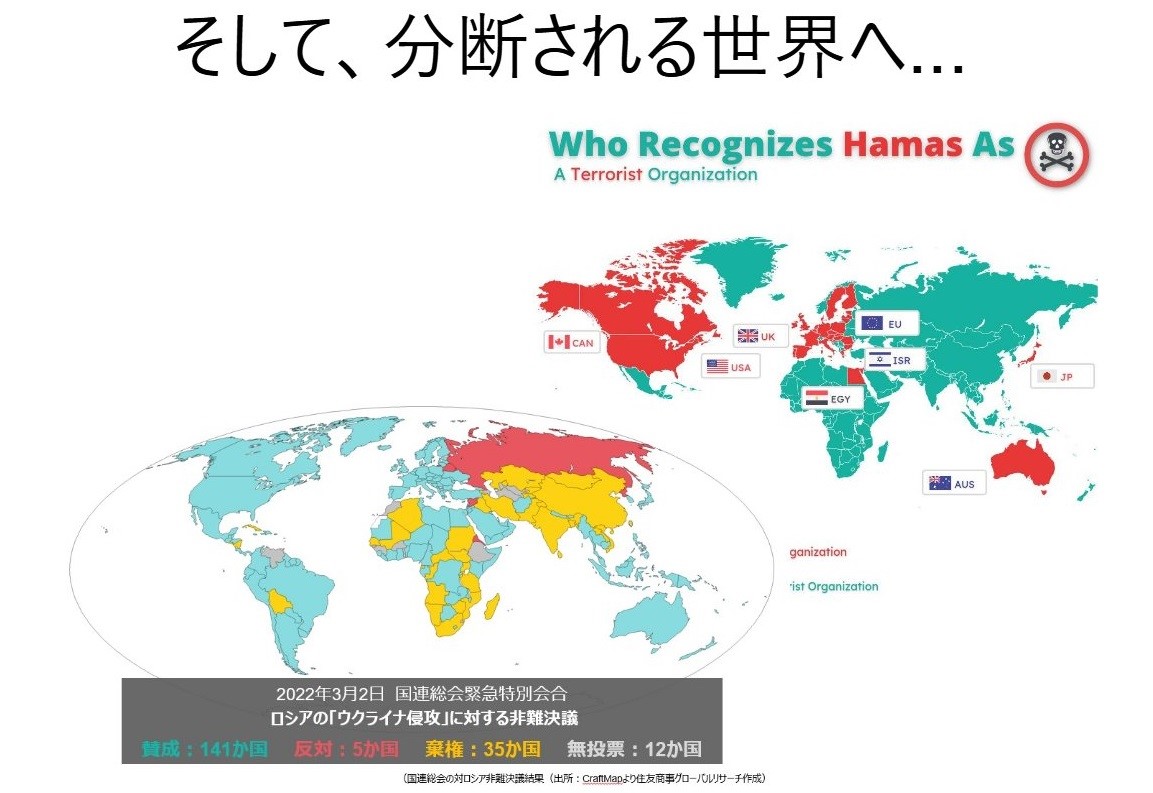 そして、分断される世界へ…
Who Recognizes Hamas As
A Terrorist Organization
CAN
UK
USA
EU
ISR
EGY
JP
AUS
ganization
rist Organization
2022年3月2日 国連総会緊急特別会合
ロシアの「ウクライナ侵攻」に対する非難決議
賛成：141か国 反対：5か国 棄権：35か国 無投票：12か国
（国連総会の対ロシア非難決議結果（出所：CraftMapより住友商事グローバルリサーチ作成）